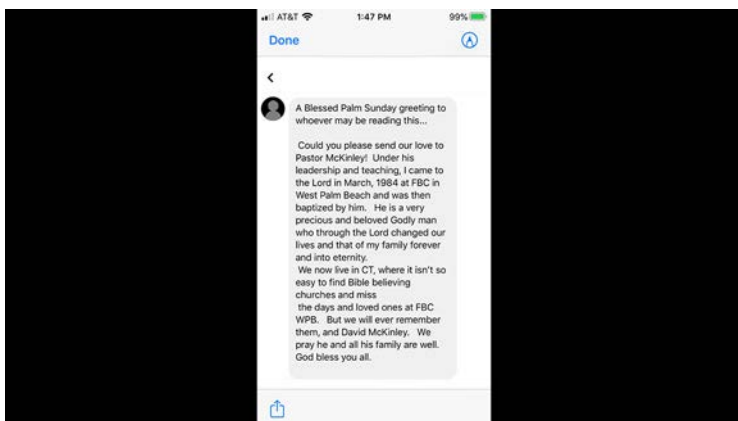 AT&T 1:47 PM 99%
Done
A Blessed Palm Sunday greeting to
whoever may be reading this...
Could you please send our love to
Pastor McKinley! Under his
leadership and teaching, I came to
the Lord in March, 1984 at FBC in
West Palm Beach and was then
baptized by him. He is a very
precious and beloved Godly man
who through the Lord changed our
lives and that of my family forever
and into eternity.
We now live in CT, where it isn't so
easy to find Bible believing
churches and miss
the days and loved ones at FBC
WPB. But we will ever remember
them, and David McKinley. We
pray he and all his family are well.
God bless you all.